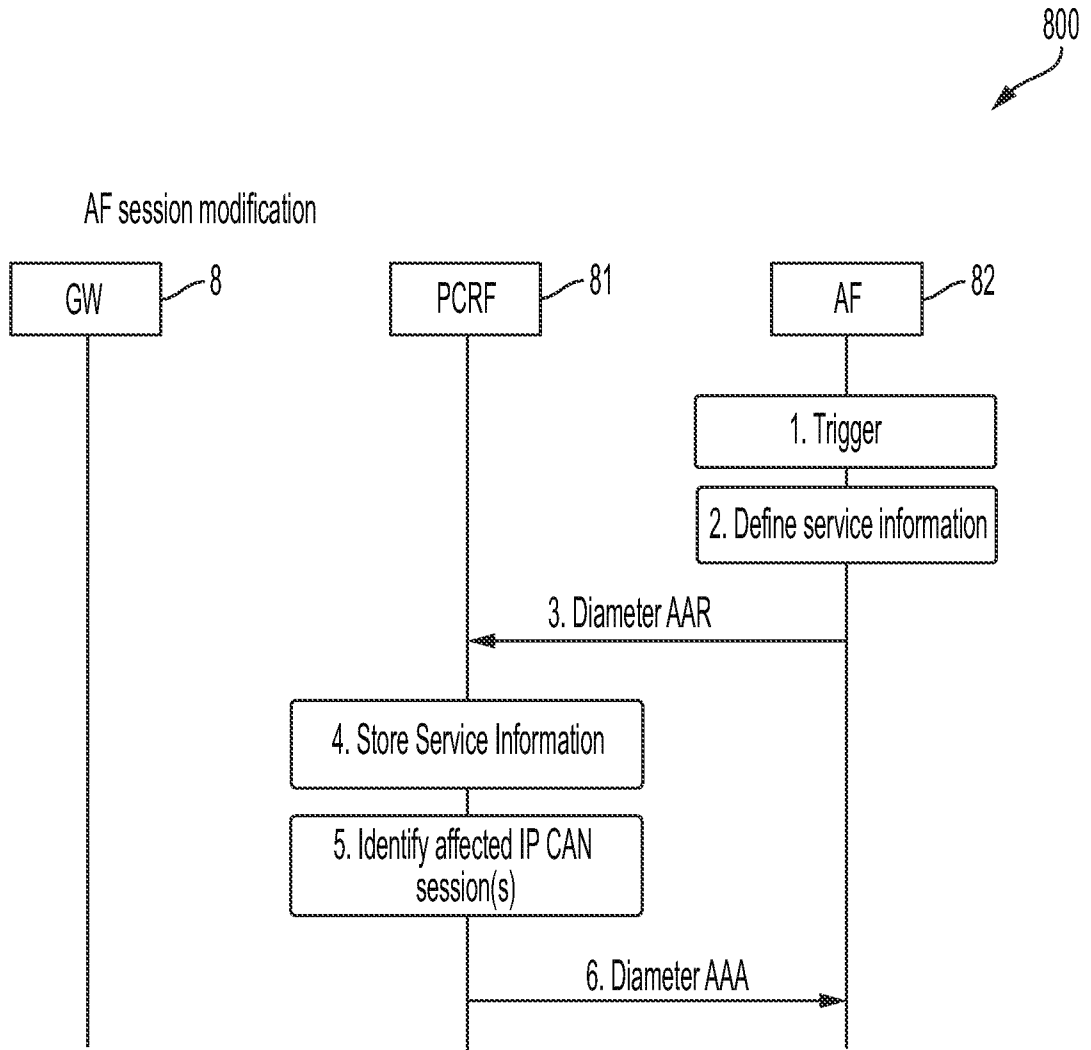 800
AF session modification
GW
8
PCRF
81
AF
82
1. Trigger
2. Define service information
3. Diameter AAR
4. Store Service Information
5. Identify affected IP CAN
session(s)
6. Diameter AAA